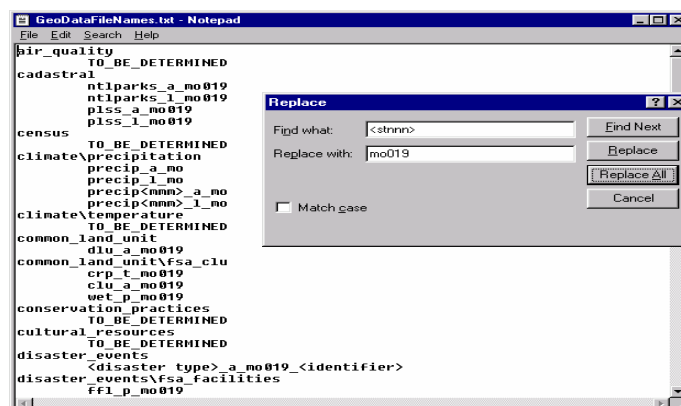 GeoDataFileNames.txt - Notepad
File Edit Search Help
air_quality
TO_BE_DETERMINED
cadastral
ntlparks_a_mo019
ntlparks_l_mo019
plss_a_mo019
plss_l_mo019
census
TO_BE_DETERMINED
climate\precipitation
precip_a_mo
precip_l_mo
precip<mmm>_a_mo
precip<mmm>_l_mo
climate\temperature
TO_BE_DETERMINED
common_land_unit
dlu_a_mo019
common_land_unit\fsa_clu
crp_t_mo019
clu_a_mo019
wet_p_mo019
conservation_practices
TO_BE_DETERMINED
cultural_resources
TO_BE_DETERMINED
disaster_events
<disaster type>_a_mo019_<identifier>
disaster_events\fsa_facilities
ffl_p_mo019
Replace
Find what: <stnnn> Find Next
Replace with: mo019 Replace
Replace All
Cancel
Match case